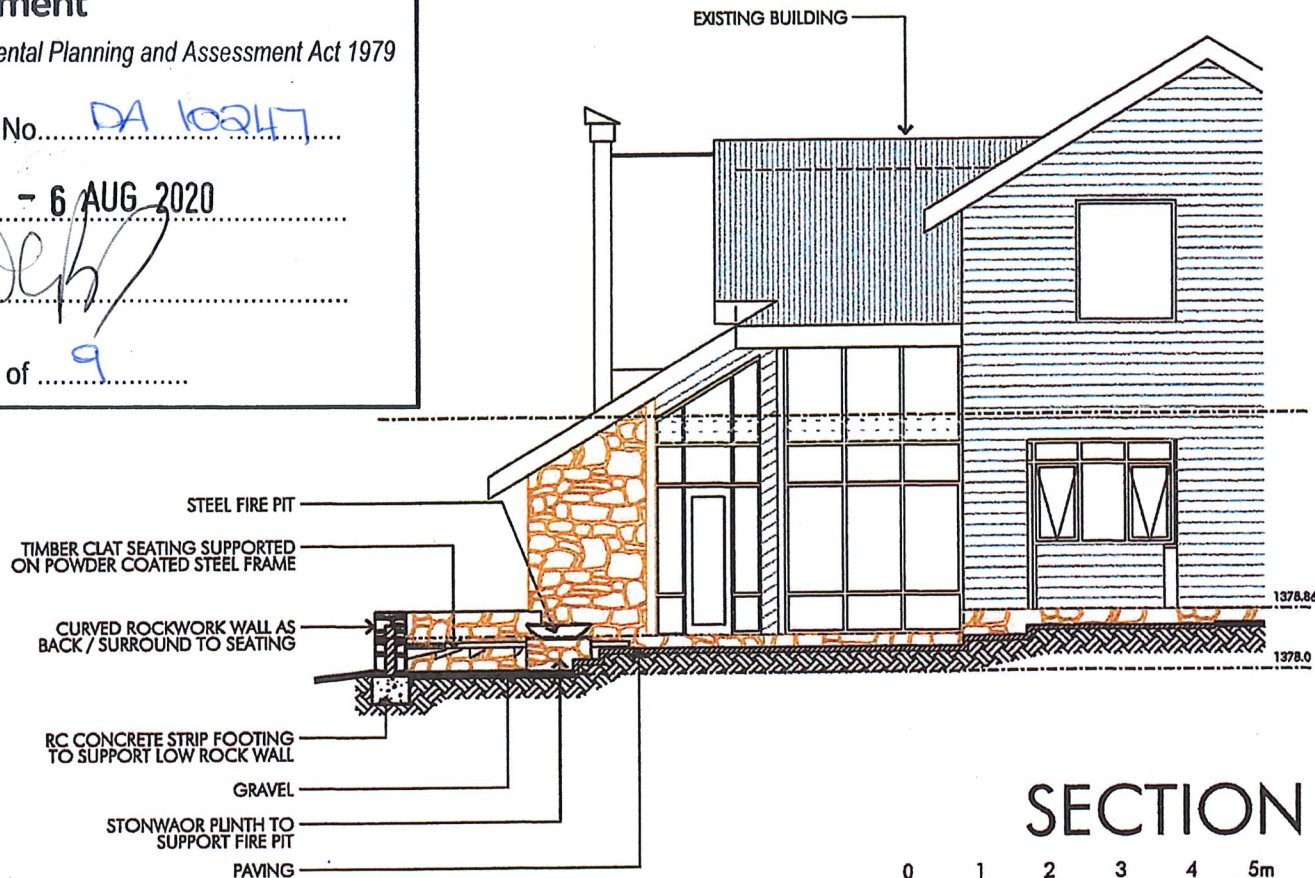 ment
ental Planning and Assessment Act 1979
No. DA 10247
- 6 AUG 2020
of 9
EXISTING BUILDING
STEEL FIRE PIT
TIMBER CLAT SEATING SUPPORTED
ON POWDER COATED STEEL FRAME
CURVED ROCKWORK WALL AS
BACK / SURROUND TO SEATING
RC CONCRETE STRIP FOOTING
TO SUPPORT LOW ROCK WALL
GRAVEL
STONWAOR PLINTH TO
SUPPORT FIRE PIT
PAVING
1378.86
1378.0
SECTION
0 1 2 3 4 5m